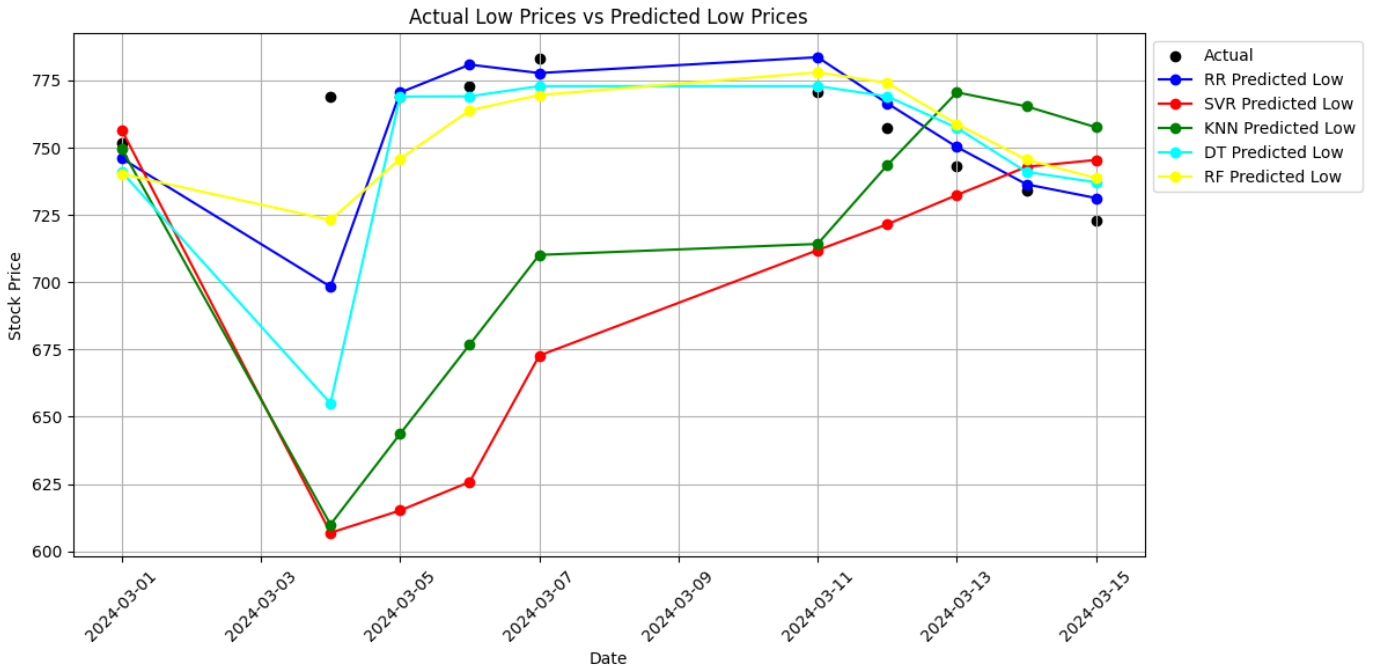 Actual Low Prices vs Predicted Low Prices
Actual
RR Predicted Low
SVR Predicted Low
KNN Predicted Low
DT Predicted Low
RF Predicted Low
Stock Price
775
750
725
700
675
650
625
600
2024-03-01
2024-03-03
2024-03-05
2024-03-07
2024-03-09
2024-03-11
2024-03-13
2024-03-15
Date